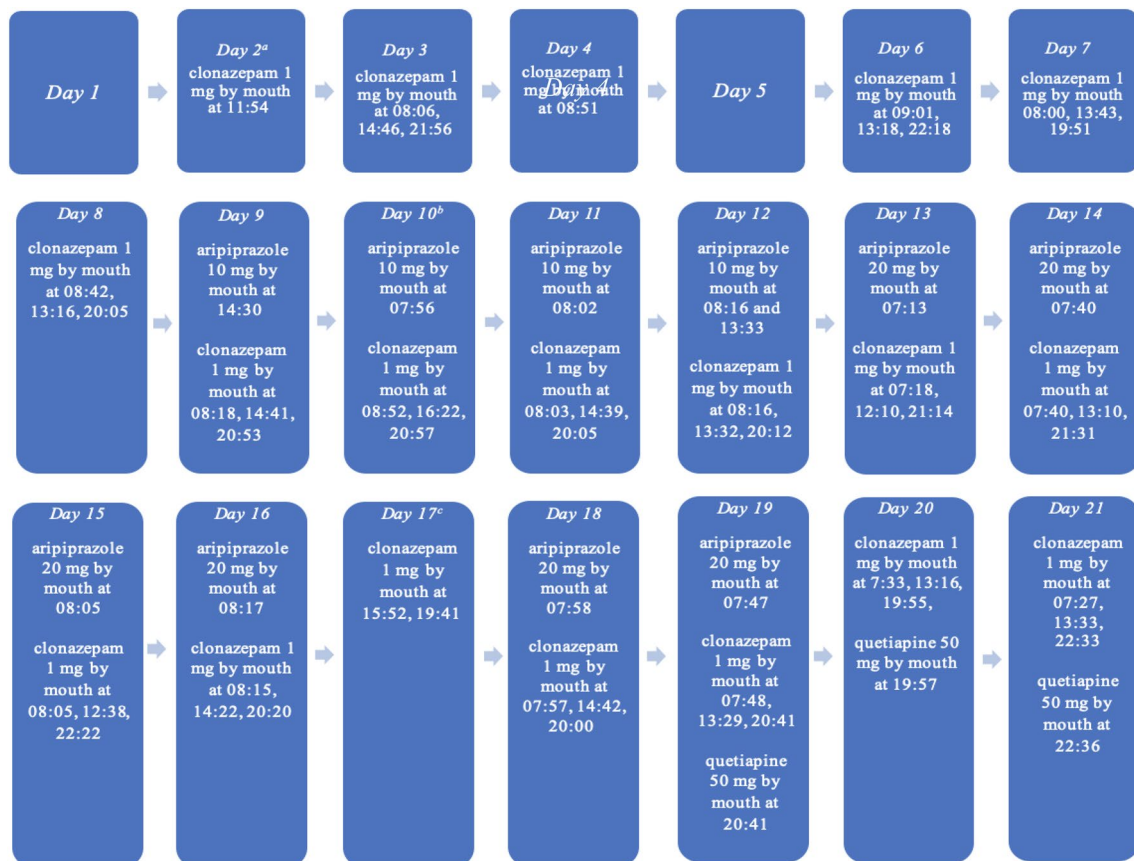 Day 1
Day 2ᵃ
clonazepam 1
mg by mouth
at 11:54
Day 3
clonazepam 1
mg by mouth
at 08:06,
14:46, 21:56
Day 4
clonazepam 1
mg by mouth
Day 4
at 08:51
Day 5
Day 6
clonazepam 1
mg by mouth
at 09:01,
13:18, 22:18
Day 7
clonazepam 1
mg by mouth
08:00, 13:43,
19:51
Day 8
clonazepam 1
mg by mouth
at 08:42,
13:16, 20:05
Day 9
aripiprazole
10 mg by
mouth at
14:30
clonazepam
1 mg by
mouth at
08:18, 14:41,
20:53
Day 10ᵇ
aripiprazole
10 mg by
mouth at
07:56
clonazepam
1 mg by
mouth at
08:52, 16:22,
20:57
Day 11
aripiprazole
10 mg by
mouth at
08:02
clonazepam
1 mg by
mouth at
08:03, 14:39,
20:05
Day 12
aripiprazole
10 mg by
mouth at
08:16 and
13:33
clonazepam 1
mg by mouth
at 08:16,
13:32, 20:12
Day 13
aripiprazole
20 mg by
mouth at
07:13
clonazepam 1
mg by mouth
at 07:18,
12:10, 21:14
Day 14
aripiprazole
20 mg by
mouth at
07:40
clonazepam
1 mg by
mouth at
07:40, 13:10,
21:31
Day 15
aripiprazole
20 mg by
mouth at
08:05
clonazepam
1 mg by
mouth at
08:05, 12:38,
22:22
Day 16
aripiprazole
20 mg by
mouth at
08:17
clonazepam 1
mg by mouth
at 08:15,
14:22, 20:20
Day 17ᶜ
clonazepam
1 mg by
mouth at
15:52, 19:41
Day 18
aripiprazole
20 mg by
mouth at
07:58
clonazepam
1 mg by
mouth at
07:57, 14:42,
20:00
Day 19
aripiprazole
20 mg by
mouth at
07:47
clonazepam
1 mg by
mouth at
07:48,
13:29, 20:41
quetiapine
50 mg by
mouth at
20:41
Day 20
clonazepam 1
mg by mouth
at 7:33, 13:16,
19:55,
quetiapine 50
mg by mouth
at 19:57
Day 21
clonazepam
1 mg by
mouth at
07:27,
13:33,
22:33
quetiapine
50 mg by
mouth at
22:36